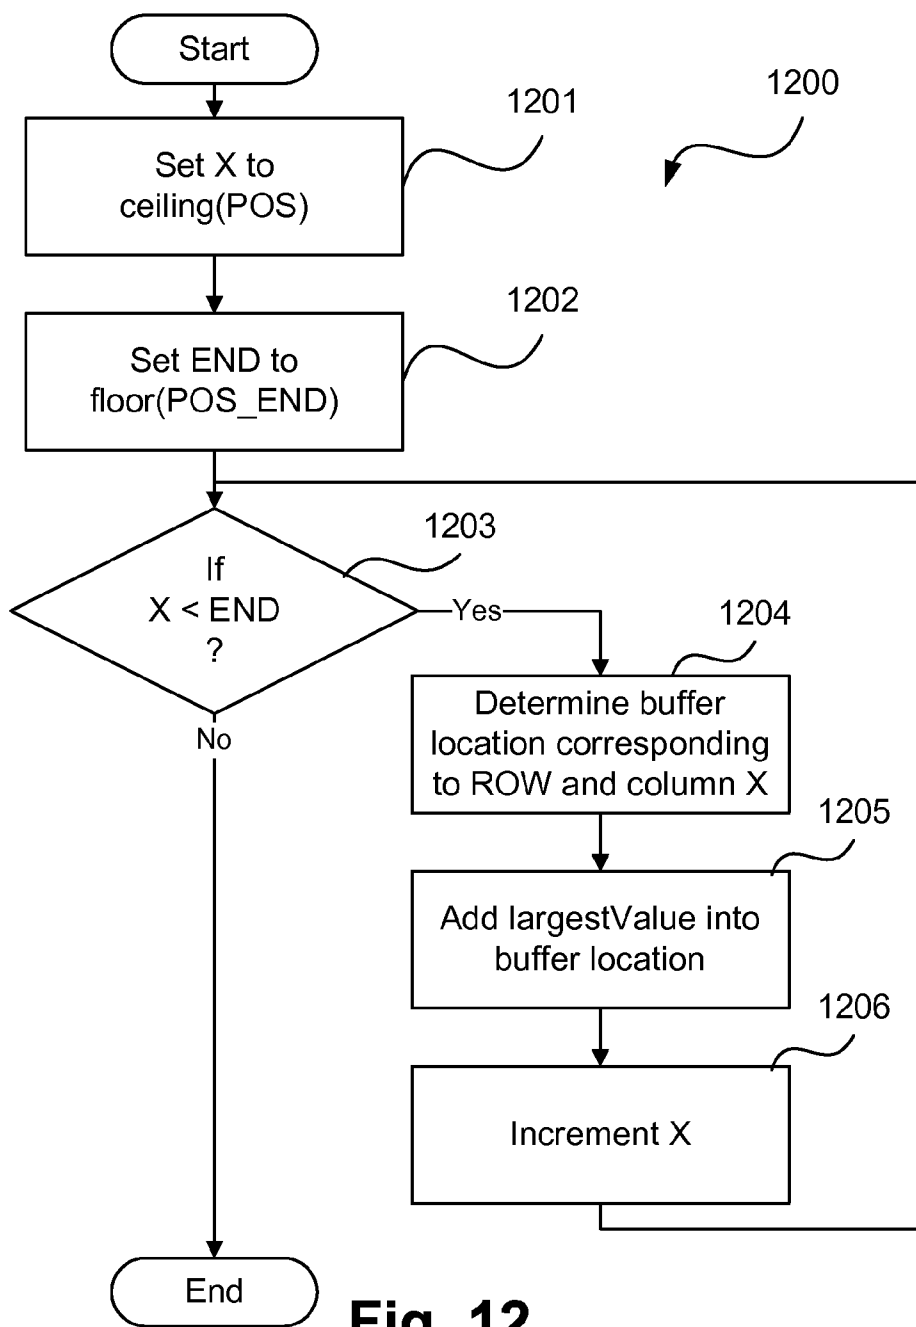 Start
1200
1201
Set X to
ceiling(POS)
1202
Set END to
floor(POS_END)
1203
If
X < END
?
Yes
No
1204
Determine buffer
location corresponding
to ROW and column X
1205
Add largestValue into
buffer location
1206
Increment X
End
Fig. 12